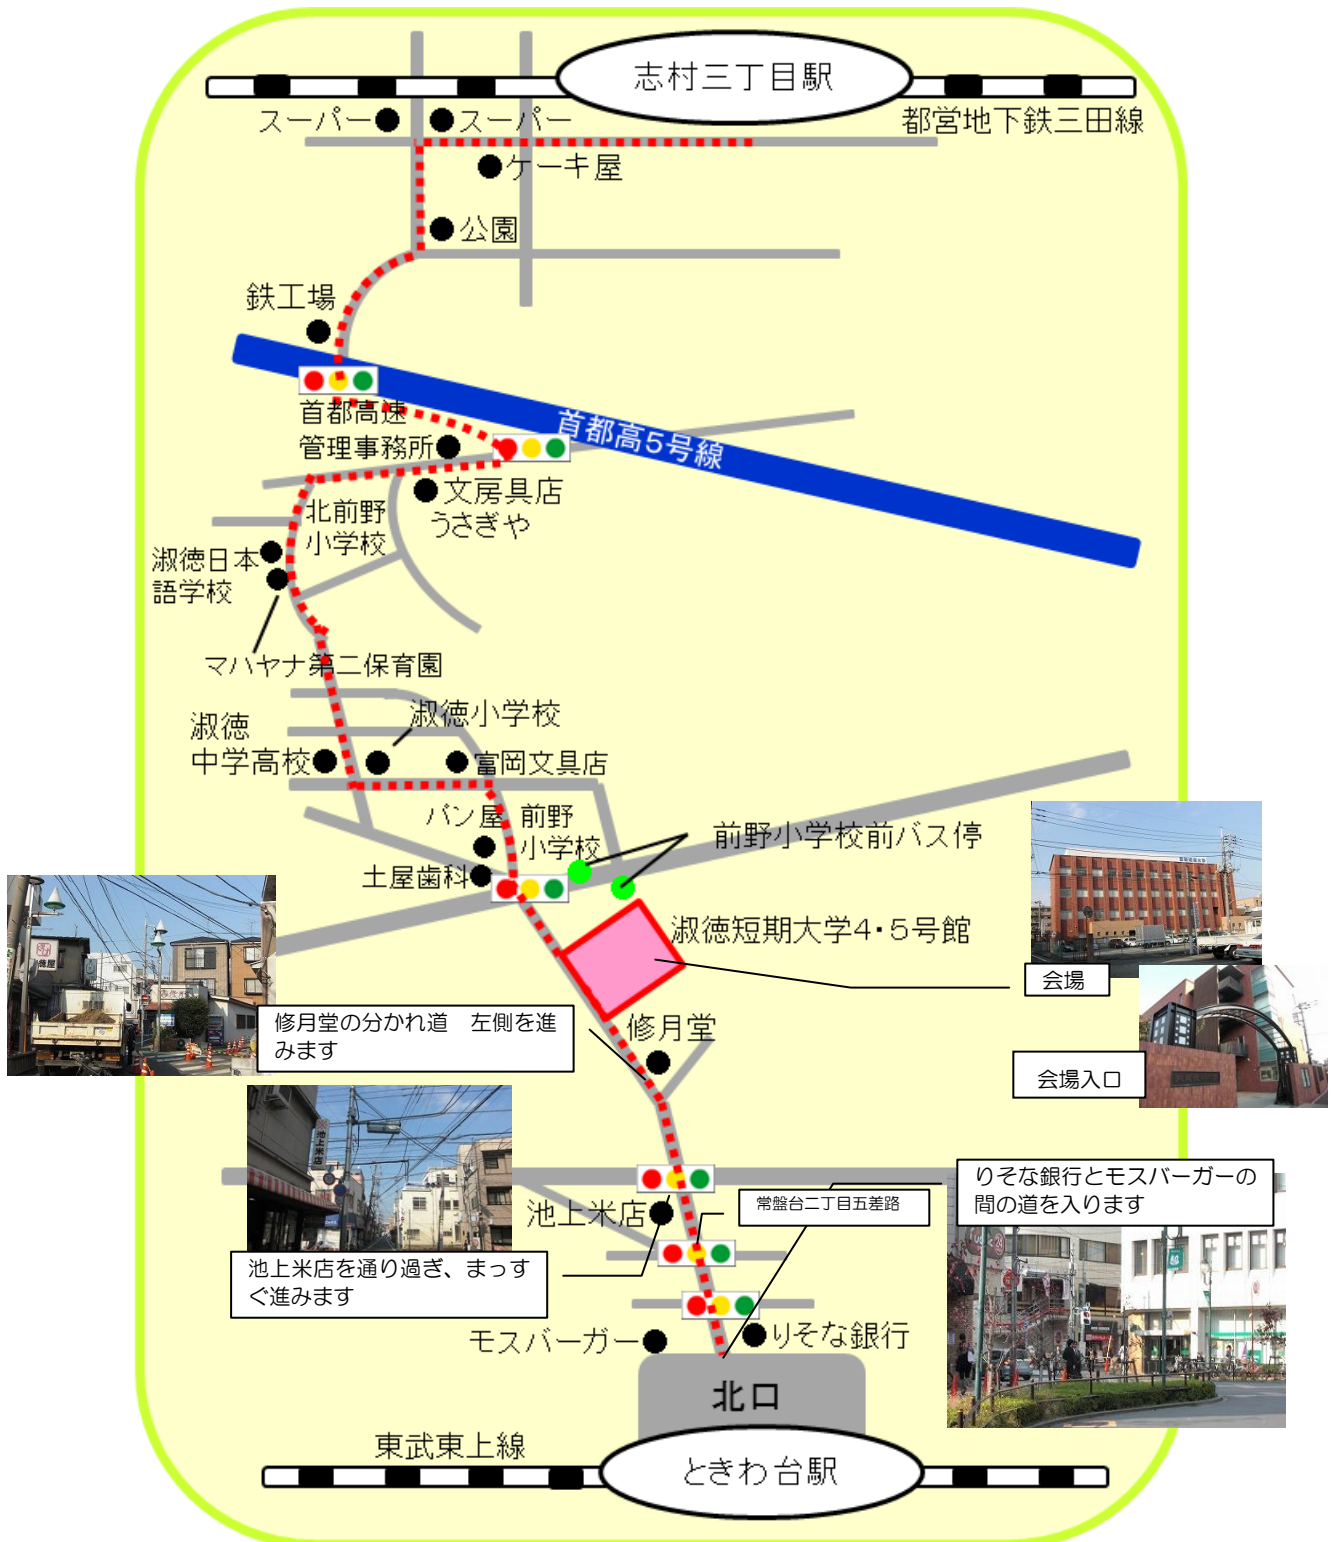 志村三丁目駅
都営地下鉄三田線
スーパー
スーパー
ケーキ屋
公園
鉄工場
首都高5号線
首都高速
管理事務所
文房具店
うさぎや
北前野
小学校
淑徳日本
語学校
マハヤナ第二保育園
淑徳小学校
淑徳
中学高校
富岡文具店
パン屋
前野
小学校
前野小学校前バス停
土屋歯科
淑徳短期大学4・5号館
会場
会場入口
修月堂の分かれ道　左側を進
みます
修月堂
りそな銀行とモスバーガーの
間の道を入ります
常盤台二丁目五差路
池上米店
池上米店
池上米店を通り過ぎ、まっす
ぐ進みます
モスバーガー
りそな銀行
北口
東武東上線
ときわ台駅